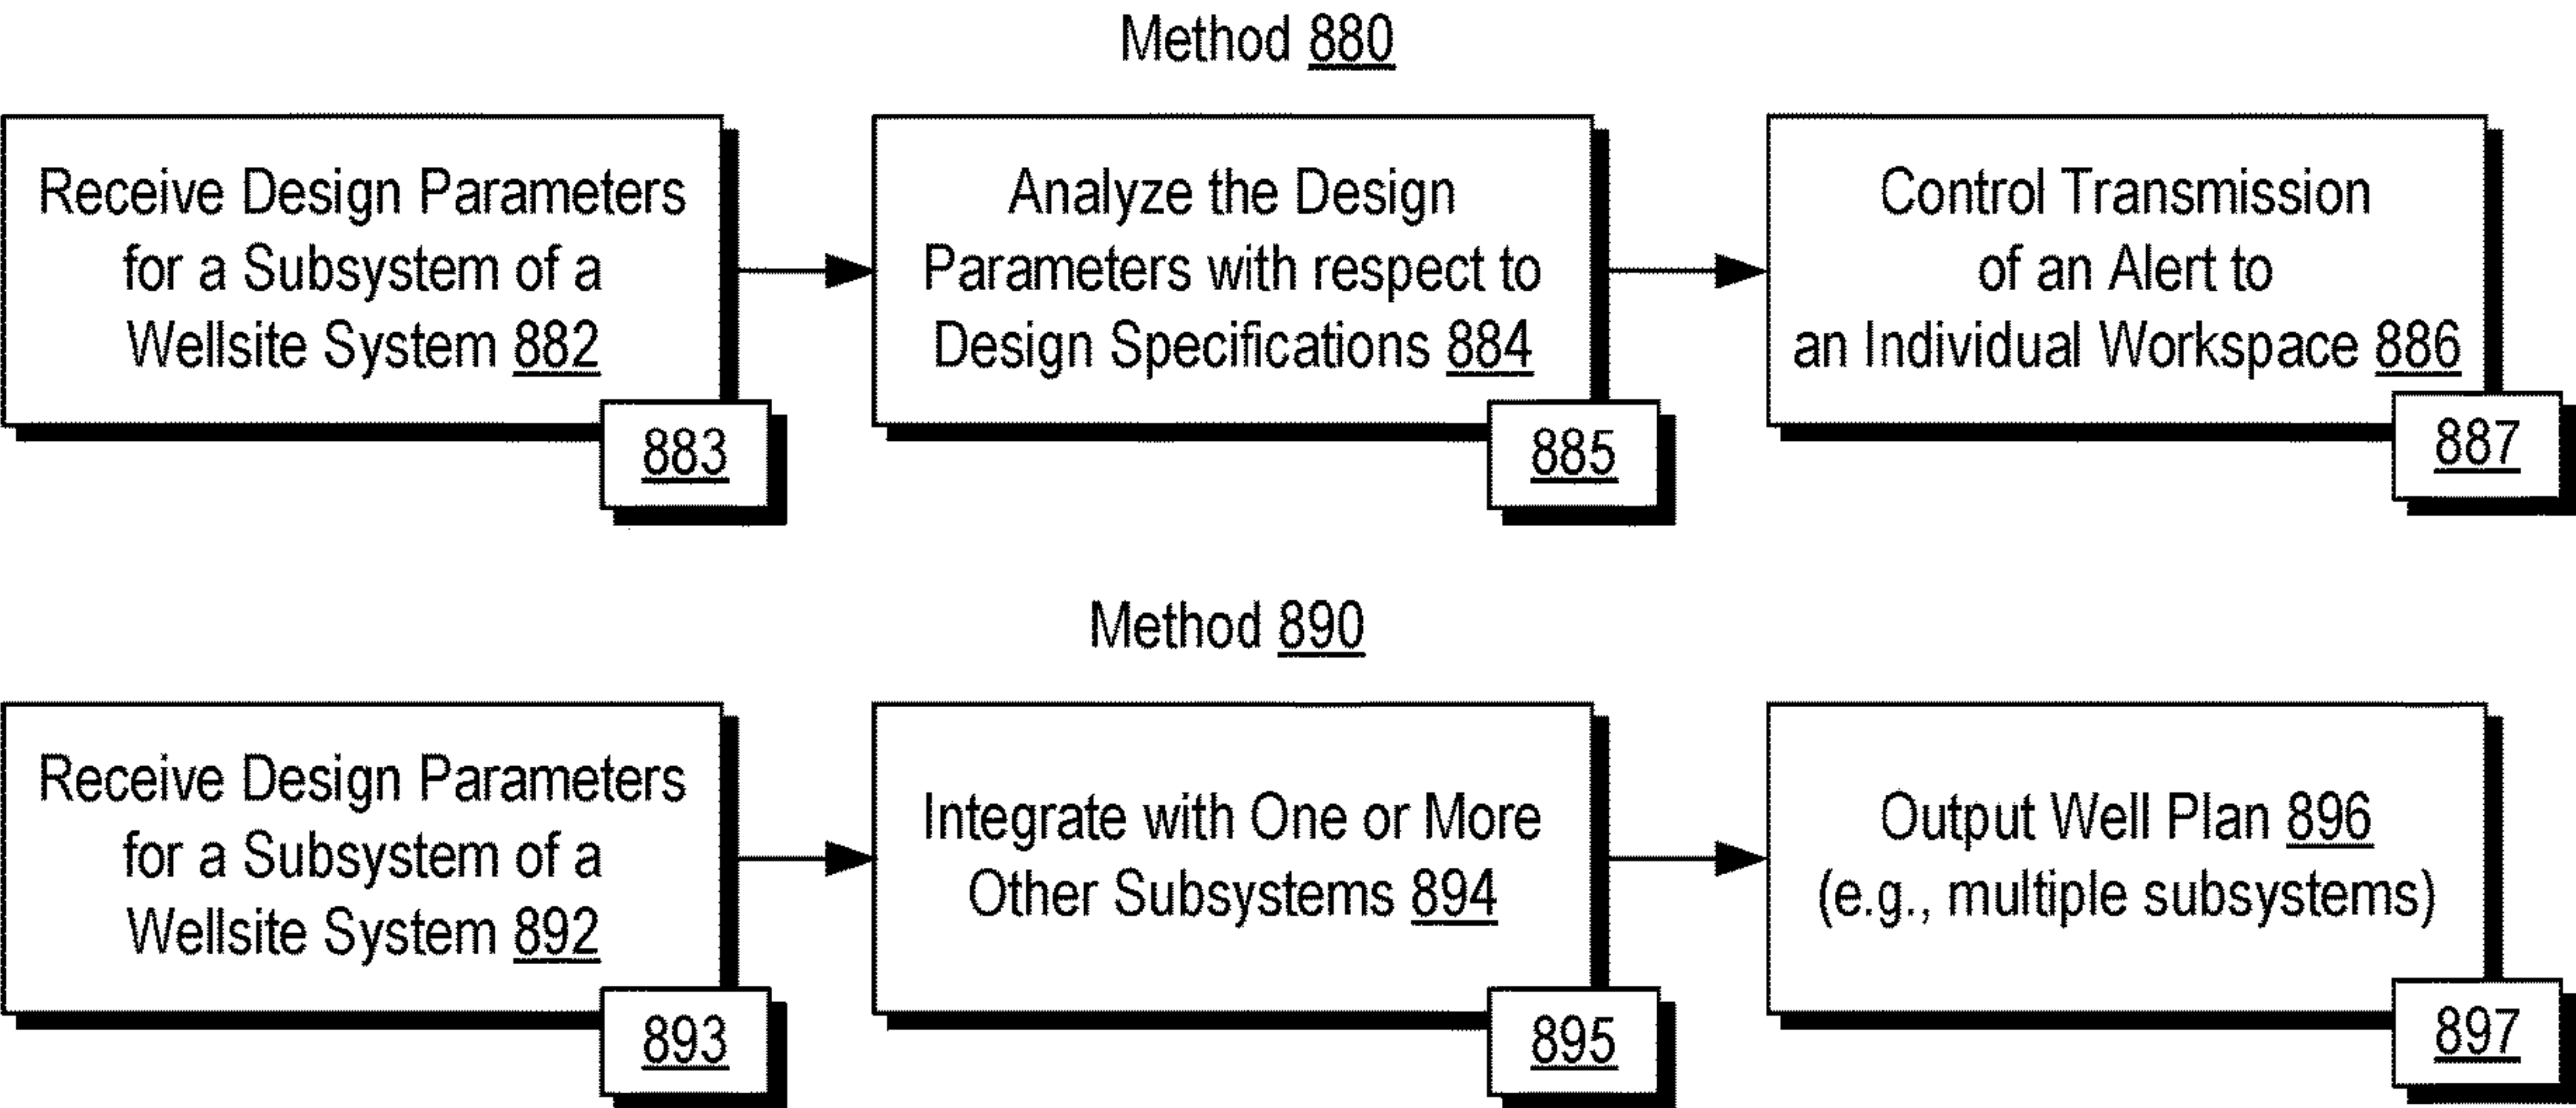 Method 880
Receive Design Parameters
for a Subsystem of a
Wellsite System 882
883
Analyze the Design
Parameters with respect to
Design Specifications 884
885
Control Transmission
of an Alert to
an Individual Workspace 886
887
Method 890
Receive Design Parameters
for a Subsystem of a
Wellsite System 892
893
Integrate with One or More
Other Subsystems 894
895
Output Well Plan 896
(e.g., multiple subsystems)
897